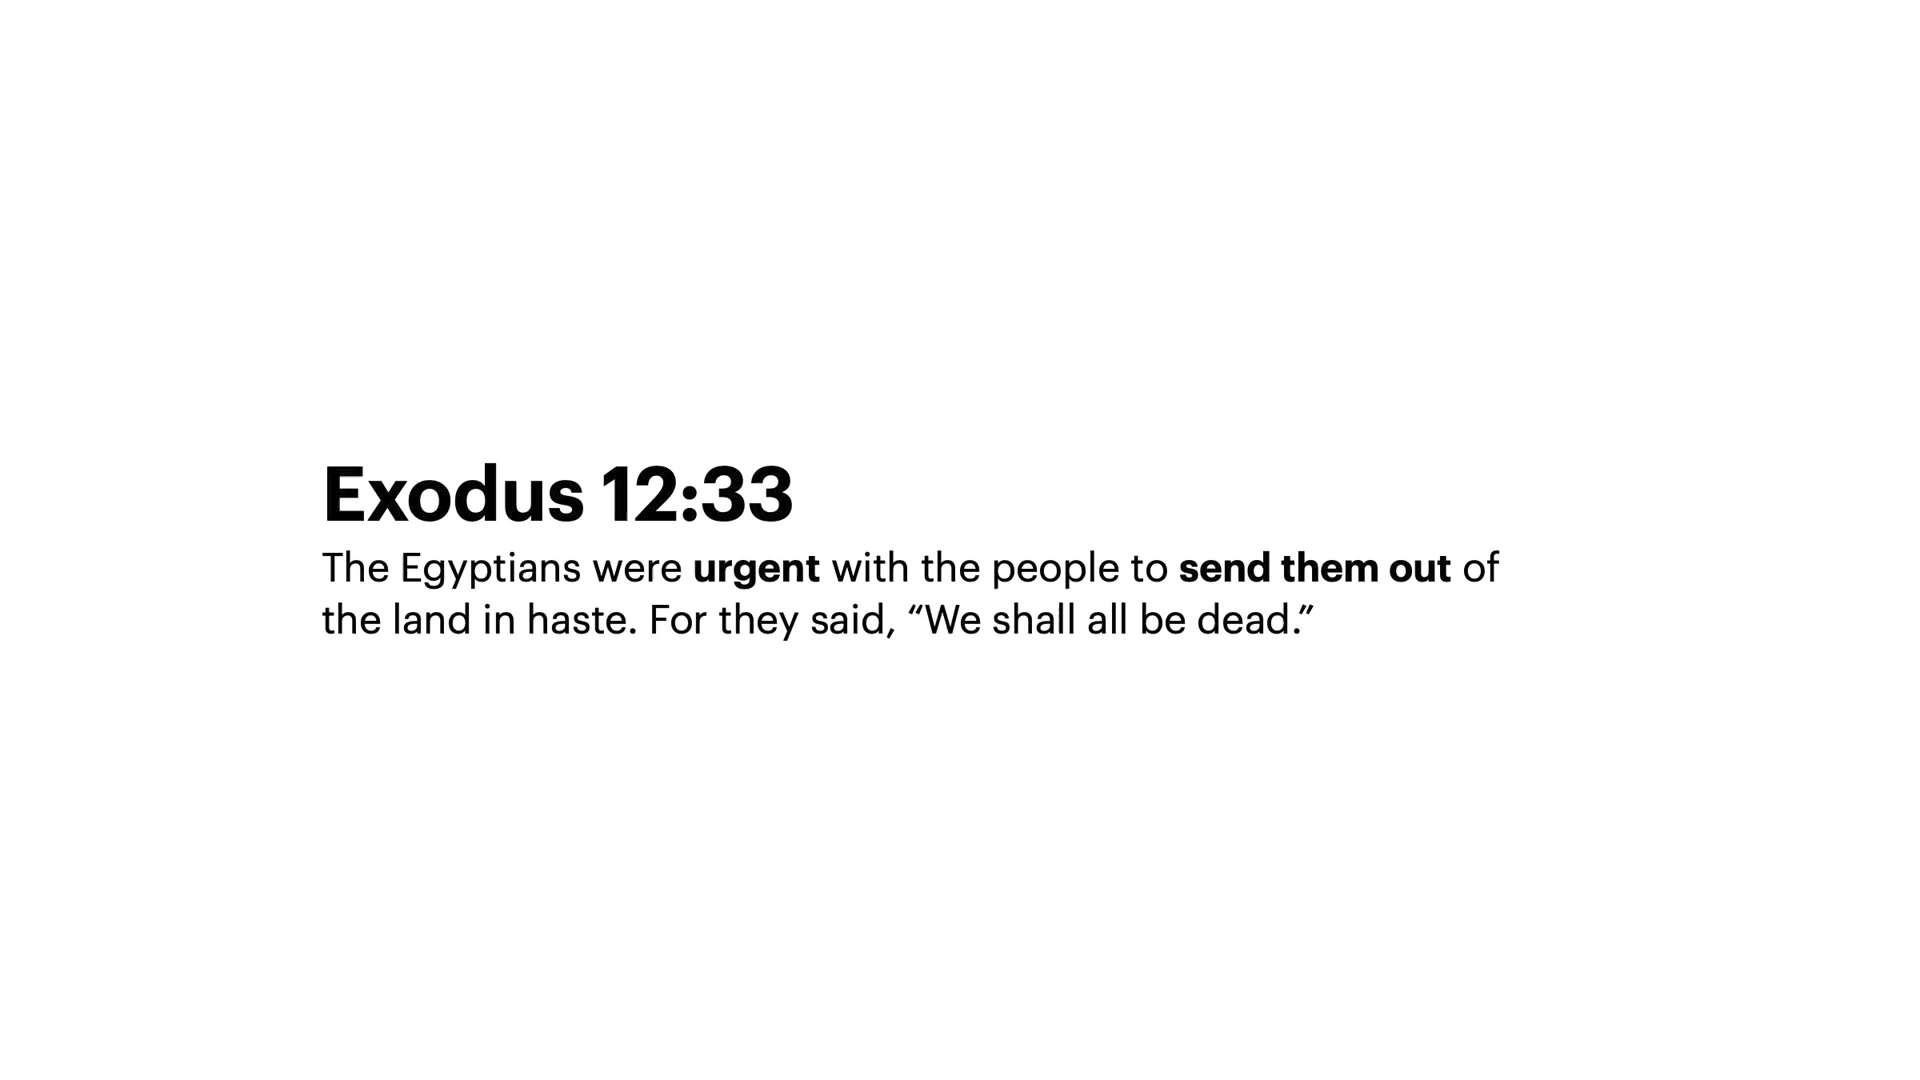 Exodus 12:33
The Egyptians were urgent with the people to send them out of
the land in haste. For they said, “We shall all be dead.”